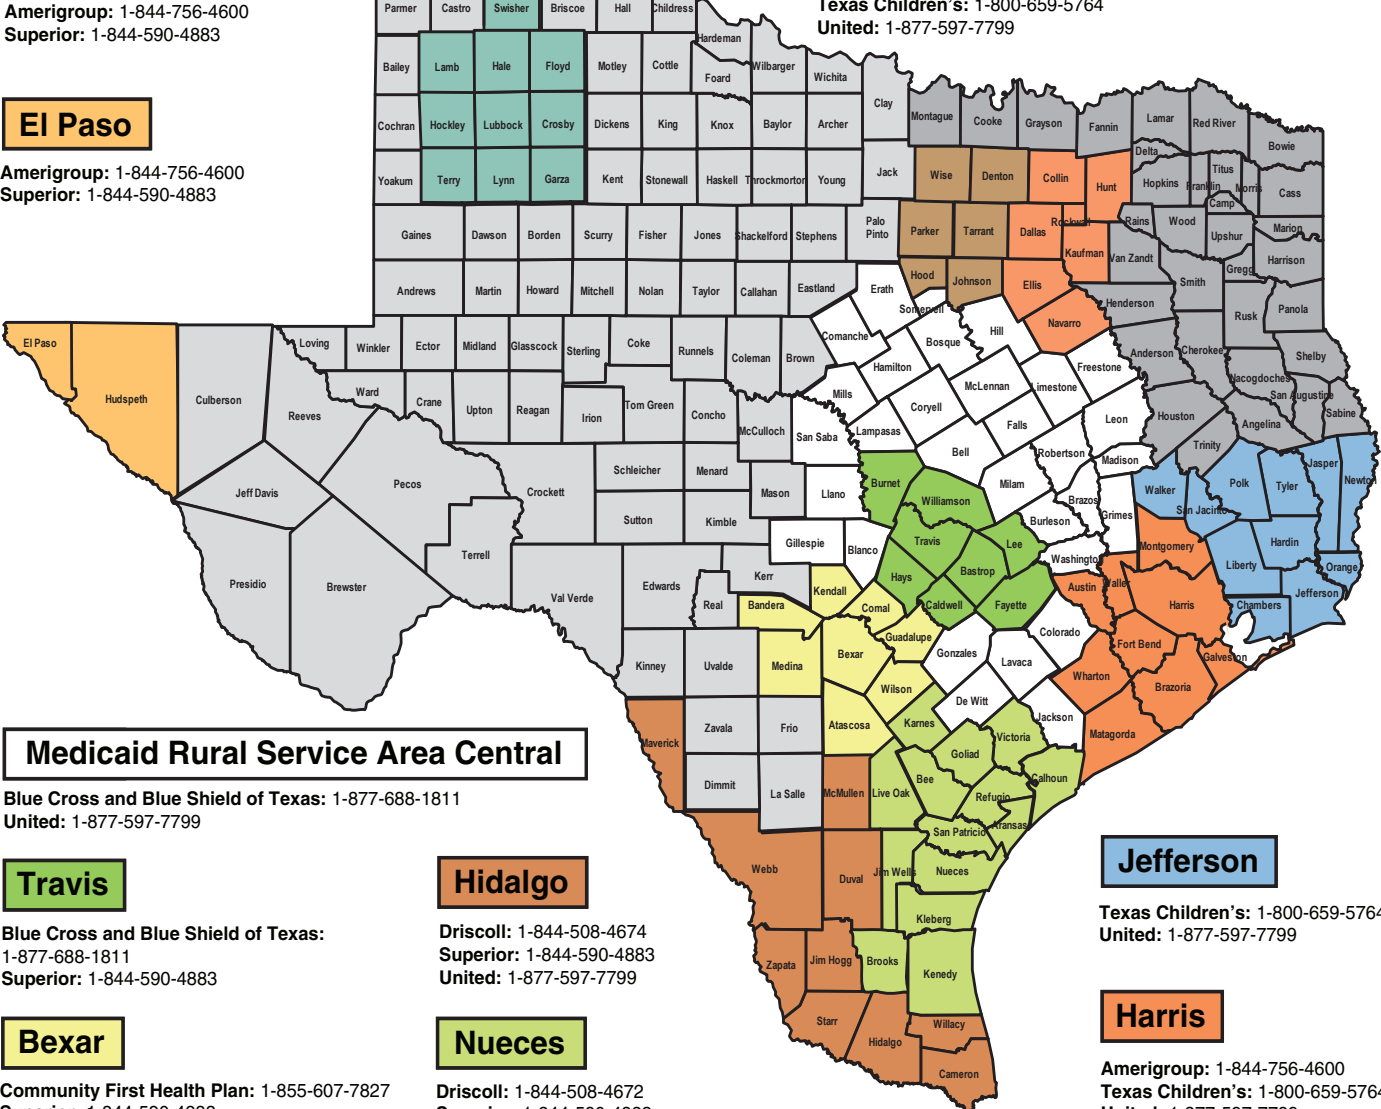 Amerigroup: 1-844-756-4600
Superior: 1-844-590-4883
Texas Children's: 1-800-659-5764
United: 1-877-597-7799
El Paso
Amerigroup: 1-844-756-4600
Superior: 1-844-590-4883
Parmer Castro Swisher Briscoe Hall Childress
Hardeman
Bailey Lamb Hale Floyd Motley Cottle Foard Wilbarger Wichita
Clay Montague Cooke Grayson Fannin Lamar Red River Bowie
Cochran Hockley Lubbock Crosby Dickens King Knox Baylor Archer
Delta Titus
Yoakum Terry Lynn Garza Kent Stonewall Haskell Throckmorton Young Jack Wise Denton Collin Hunt Hopkins Franklin Morris Cass
Camp
Gaines Dawson Borden Scurry Fisher Jones Shackelford Stephens Palo Pinto Parker Tarrant Dallas Rockwall Rains Wood Upshur Marion
Kaufman Van Zandt Gregg Harrison
Andrews Martin Howard Mitchell Nolan Taylor Callahan Eastland Erath Hood Johnson Ellis Smith
Somervell Navarro Henderson Rusk Panola
El Paso Loving Winkler Ector Midland Glasscock Sterling Coke Runnels Coleman Brown Comanche Bosque Hill Anderson Cherokee Shelby
Hudspeth Culberson Reeves Ward Crane Upton Reagan Irion Tom Green Concho Hamilton McLennan Limestone Freestone Nacogdoches San Augustine
Mills Coryell Falls Leon Houston Angelina Sabine
McCulloch San Saba Lampasas Bell Robertson Madison Trinity
Jeff Davis Pecos Crockett Schleicher Menard Mason Llano Burnet Williamson Milam Brazos Grimes Walker San Jacinto Polk Tyler Jasper Newton
Sutton Kimble Gillespie Blanco Travis Lee Burleson Washington Montgomery Liberty Hardin Orange
Presidio Brewster Terrell Val Verde Edwards Real Kerr Bandera Kendall Comal Hays Bastrop Caldwell Fayette Austin Waller Harris Chambers Jefferson
Kinney Uvalde Medina Bexar Guadalupe Gonzales Lavaca Colorado Fort Bend Galveston
Wilson De Witt Wharton Brazoria
Maverick Zavala Frio Atascosa Karnes Goliad Victoria Jackson Matagorda
Dimmit La Salle McMullen Live Oak Bee Refugio Calhoun
San Patricio Aransas
Webb Duval Jim Wells Nueces
Kleberg
Zapata Jim Hogg Brooks Kenedy
Starr Hidalgo Willacy
Cameron
Medicaid Rural Service Area Central
Blue Cross and Blue Shield of Texas: 1-877-688-1811
United: 1-877-597-7799
Travis
Blue Cross and Blue Shield of Texas:
1-877-688-1811
Superior: 1-844-590-4883
Bexar
Community First Health Plan: 1-855-607-7827
Superior: 1-844-590-4883
Hidalgo
Driscoll: 1-844-508-4674
Superior: 1-844-590-4883
United: 1-877-597-7799
Nueces
Driscoll: 1-844-508-4672
Superior: 1-844-590-4883
Jefferson
Texas Children's: 1-800-659-5764
United: 1-877-597-7799
Harris
Amerigroup: 1-844-756-4600
Texas Children's: 1-800-659-5764
United: 1-877-597-7799